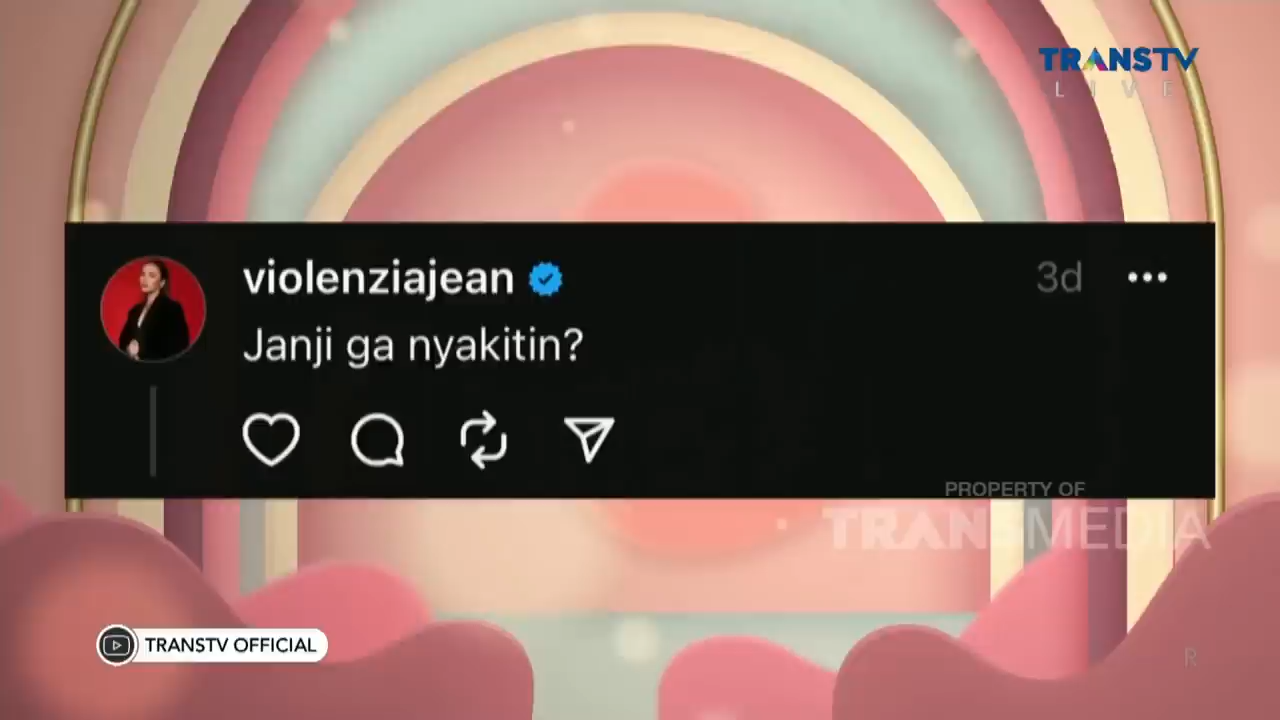 TRANSTV
LIVE
violenziajean
3d
Janji ga nyakitin?
PROPERTY OF
TRANSMEDIA
TRANSTV OFFICIAL
R